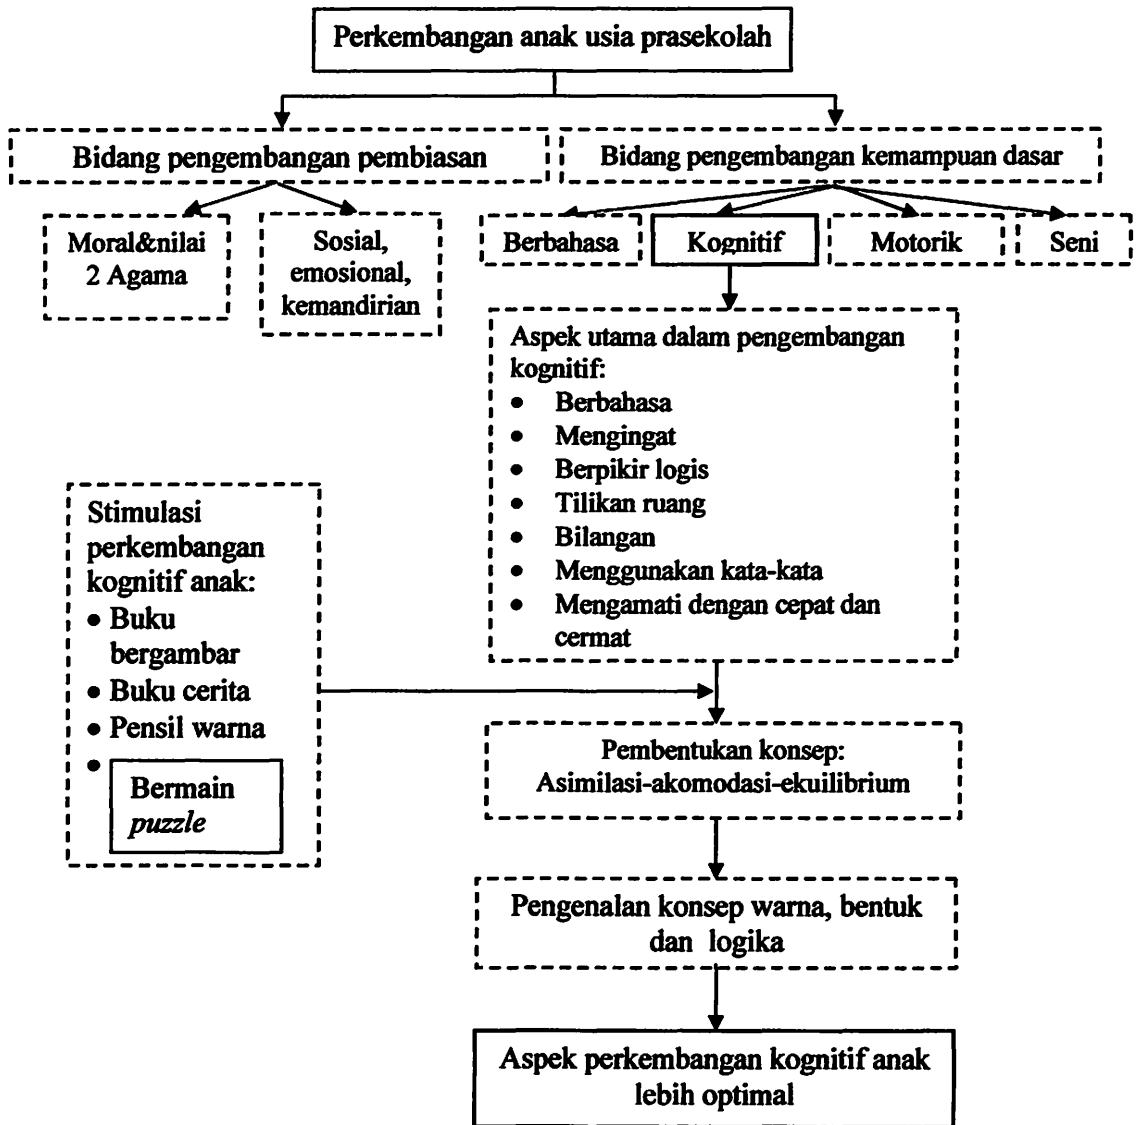 Perkembangan anak usia prasekolah
Bidang pengembangan pembiasan
Bidang pengembangan kemampuan dasar
Moral&nilai
2 Agama
Sosial,
emosional,
kemandirian
Berbahasa
Kognitif
Motorik
Seni
Aspek utama dalam pengembangan
kognitif:
• Berbahasa
• Mengingat
• Berpikir logis
• Tilikan ruang
• Bilangan
• Menggunakan kata-kata
• Mengamati dengan cepat dan
cermat
Stimulasi
perkembangan
kognitif anak:
• Buku
bergambar
• Buku cerita
• Pensil warna
•
Bermain
puzzle
Pembentukan konsep:
Asimilasi-akomodasi-ekuilibrium
Pengenalan konsep warna, bentuk
dan logika
Aspek perkembangan kognitif anak
lebih optimal